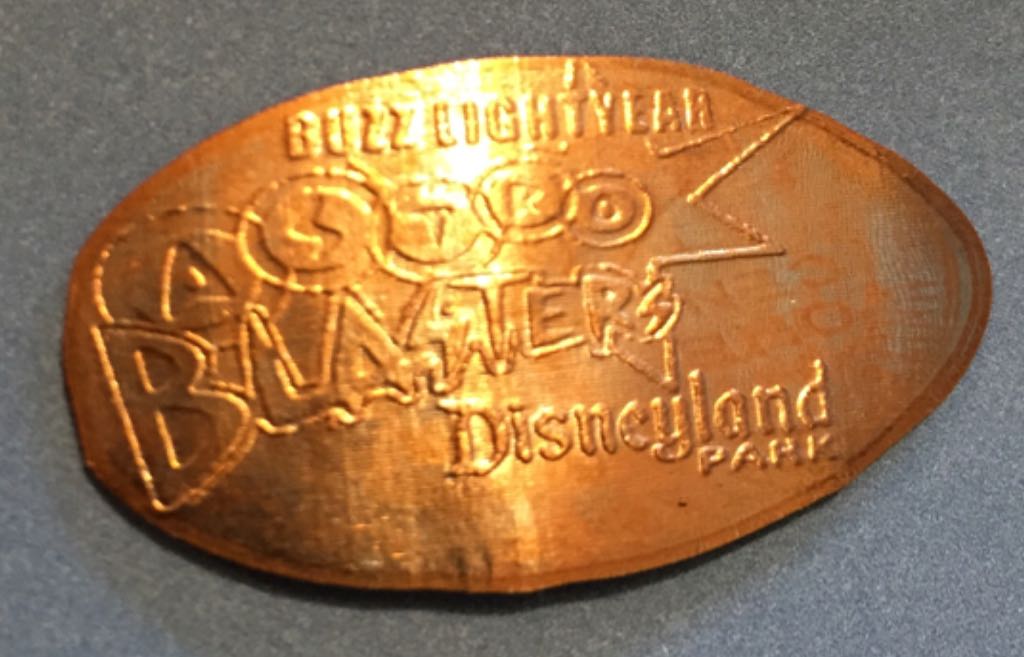 BUZZ LIGHTYEAR
ASTRO
BLASTERS
Disneyland
PARK